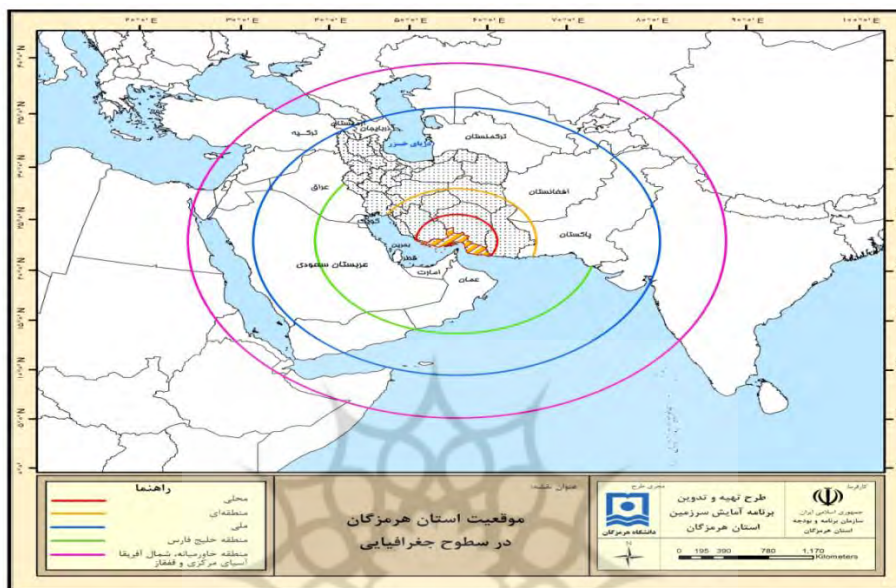 ترکیه
ارمنستان
آذربایجان
دریای خزر
ترکمنستان
عراق
افغانستان
کویت
پاکستان
بحرین
قطر
عربستان سعودی
امارت
عمان
راهنما
محلی
منطقه‌ای
ملی
منطقه خلیج فارس
منطقه خاورمیانه، شمال آفریقا
آسیای مرکزی و قفقاز
عنوان نقشه:
موقعیت استان هرمزگان
در سطوح جغرافیایی
مجری طرح
طرح تهیه و تدوین
برنامه آمایش سرزمین
استان هرمزگان
دانشگاه هرمزگان
کارفرما:
جمهوری اسلامی ایران
سازمان برنامه و بودجه
استان هرمزگان
N
0 195 390 780 1,170
Kilometers